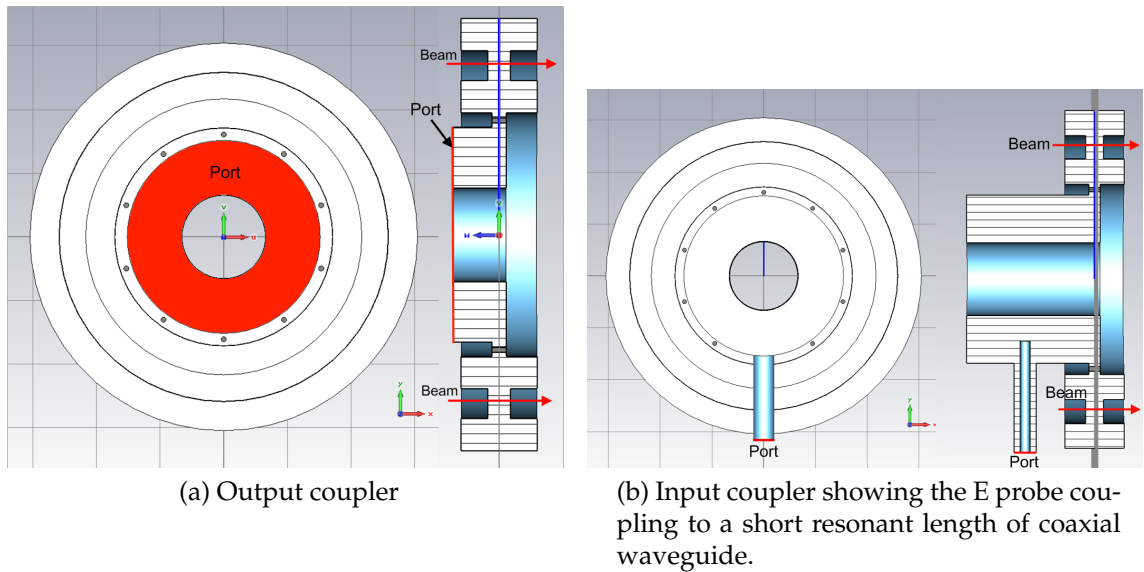 Beam
Port
Port
v
u
v
w
y
x
Beam
(a) Output coupler
Beam
y
x
Beam
Port
Port
(b) Input coupler showing the E probe cou-
pling to a short resonant length of coaxial
waveguide.